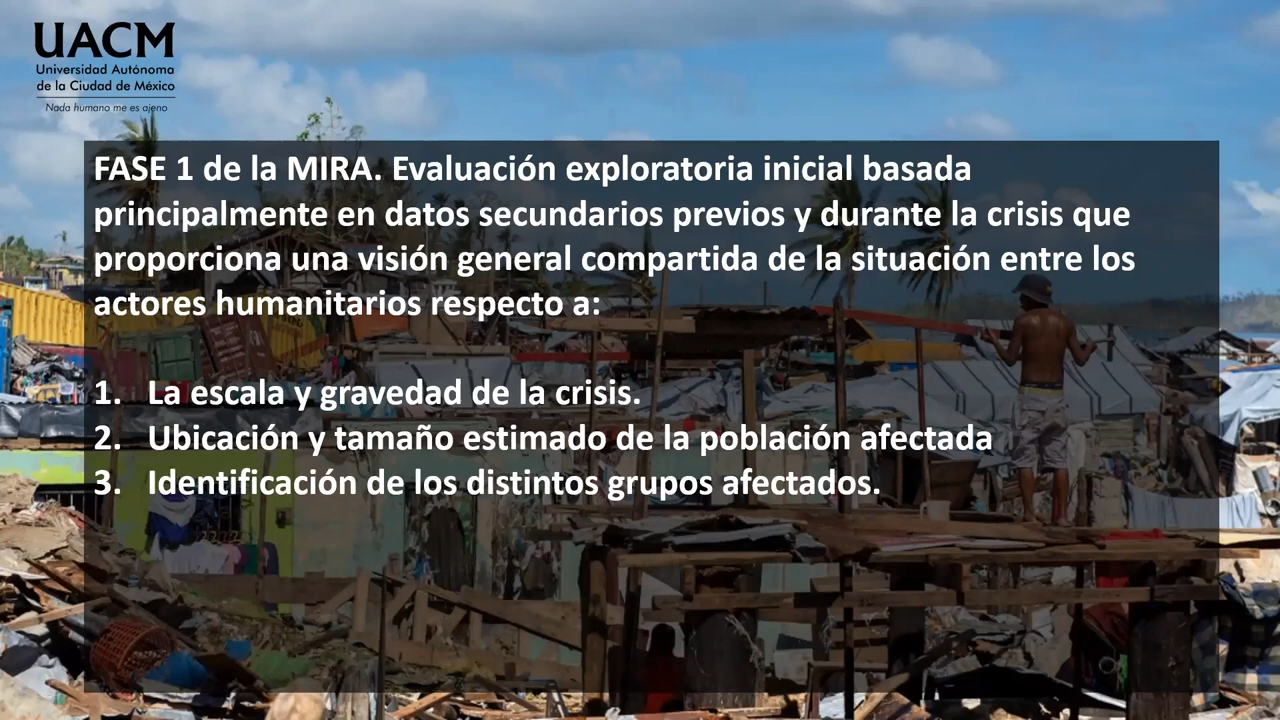 UACM
Universidad Autónoma
de la Ciudad de México
Nada humano me es ajeno
FASE 1 de la MIRA. Evaluación exploratoria inicial basada
principalmente en datos secundarios previos y durante la crisis que
proporciona una visión general compartida de la situación entre los
actores humanitarios respecto a:
1. La escala y gravedad de la crisis.
2. Ubicación y tamaño estimado de la población afectada
3. Identificación de los distintos grupos afectados.